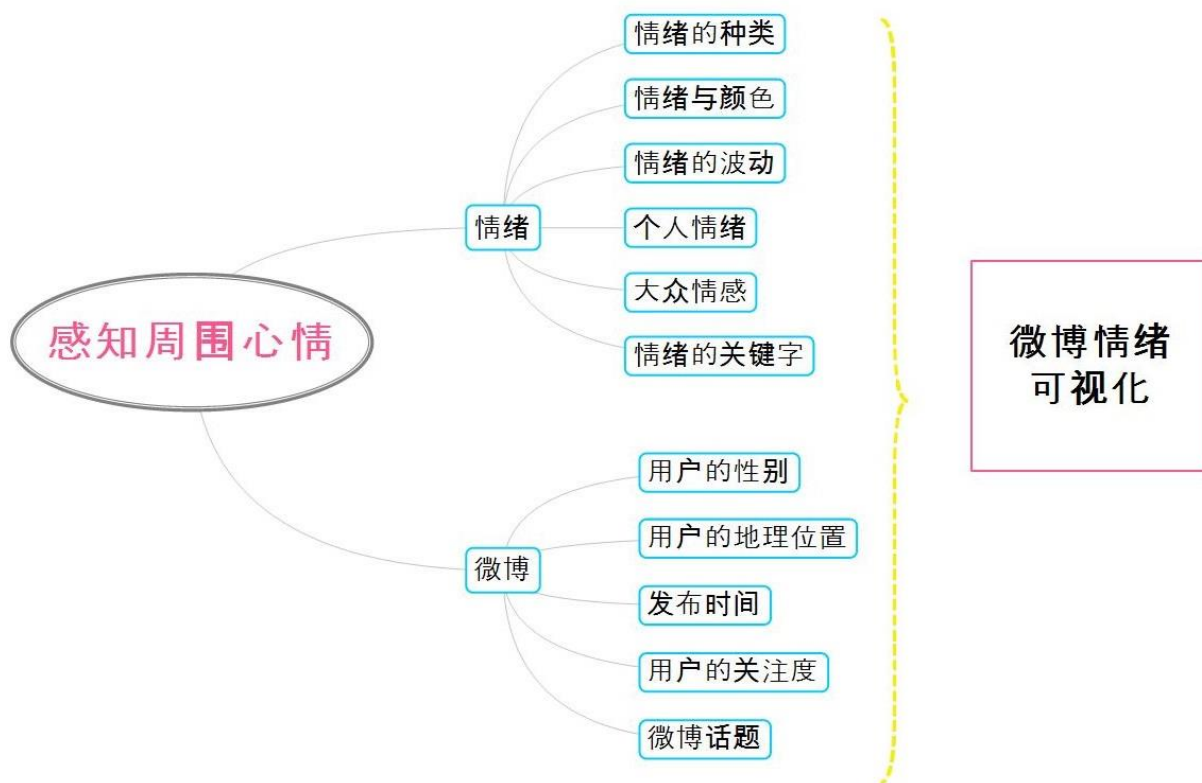 感知周围心情
情绪
情绪的种类
情绪与颜色
情绪的波动
个人情绪
大众情感
情绪的关键字
微博
用户的性别
用户的地理位置
发布时间
用户的关注度
微博话题
微博情绪
可视化